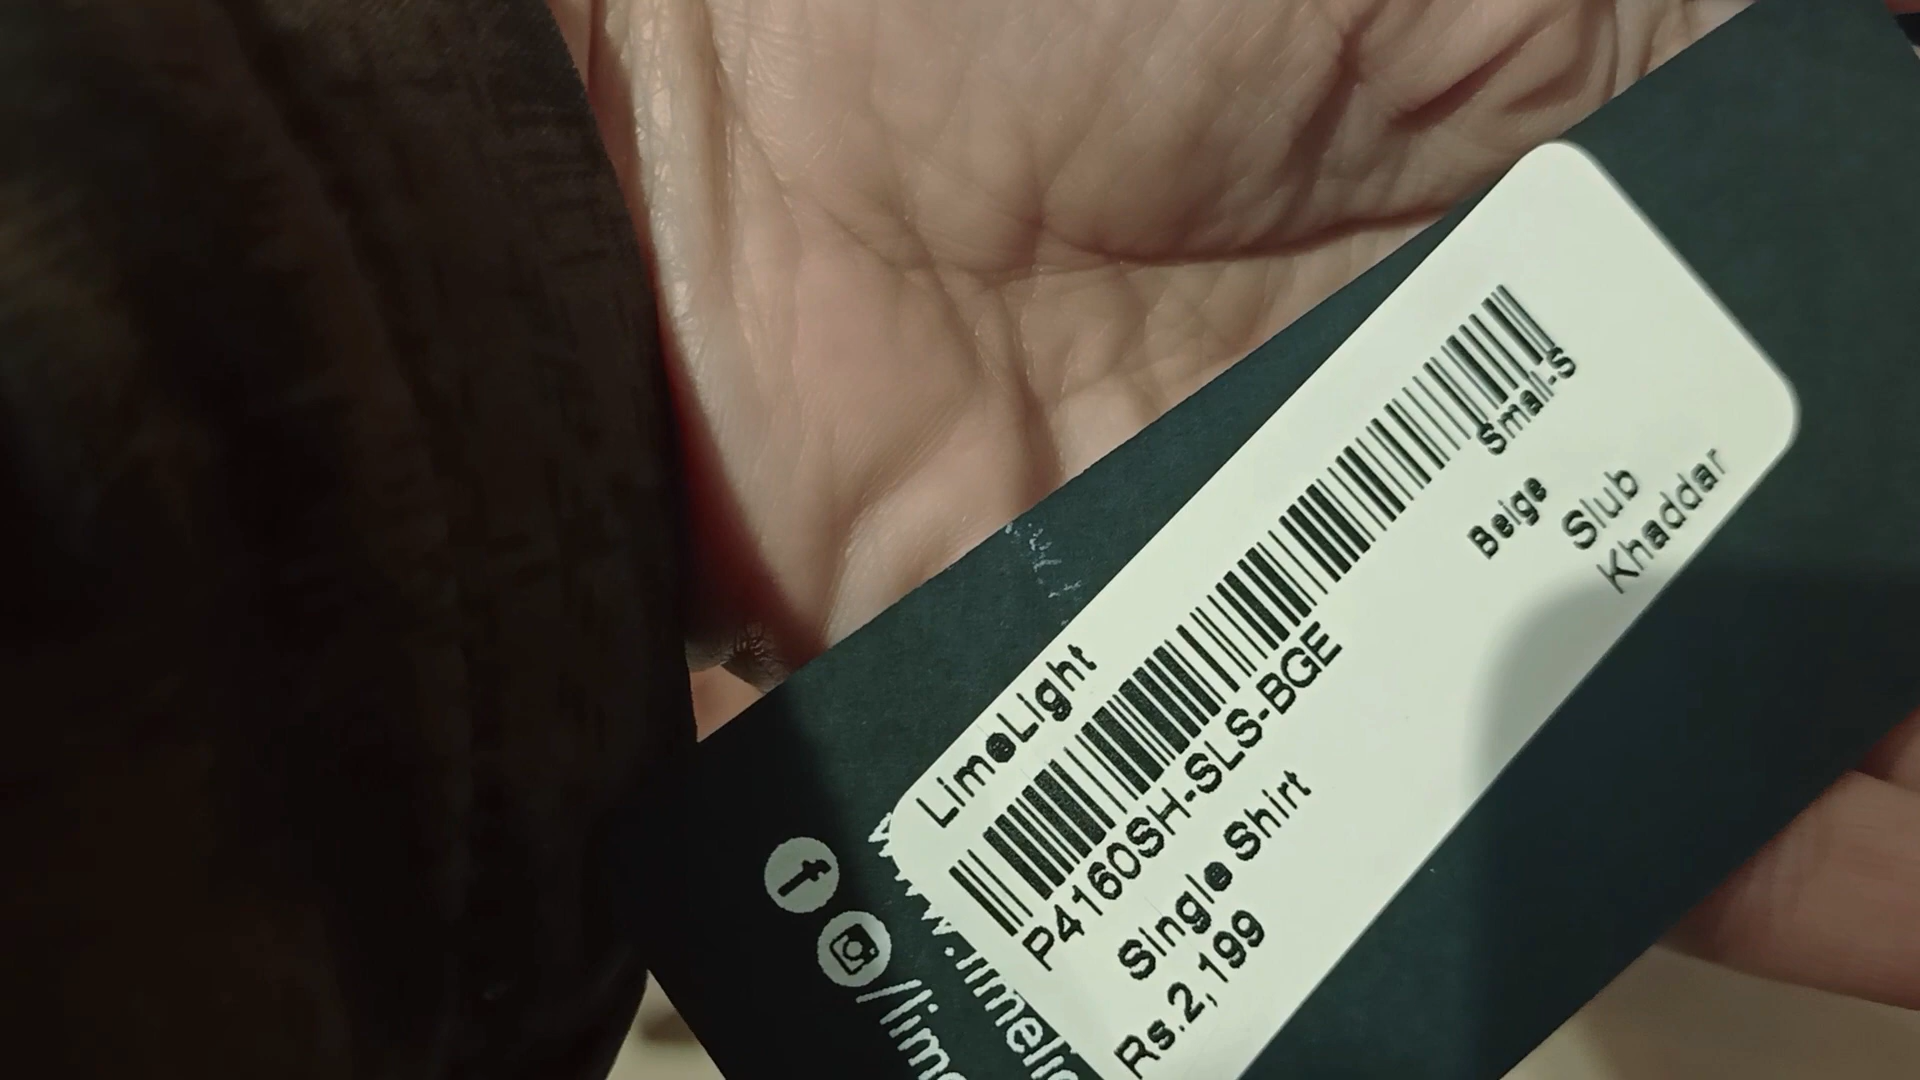 LimeLight
Small-S
P4160SH-SLS-BGE
Beige
Single Shirt
Slub
Khaddar
Rs.2,199
f